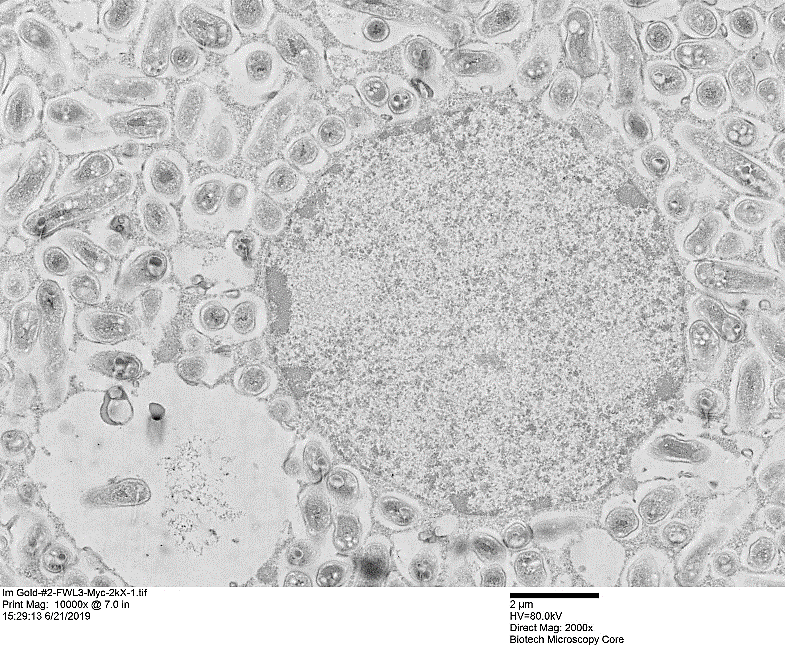 Im Gold-#2-FWL3-Myc-2kX-1.tif
Print Mag: 10000x @ 7.0 in
15:29:13 6/21/2019
2 µm
HV=80.0kV
Direct Mag: 2000x
Biotech Microscopy Core